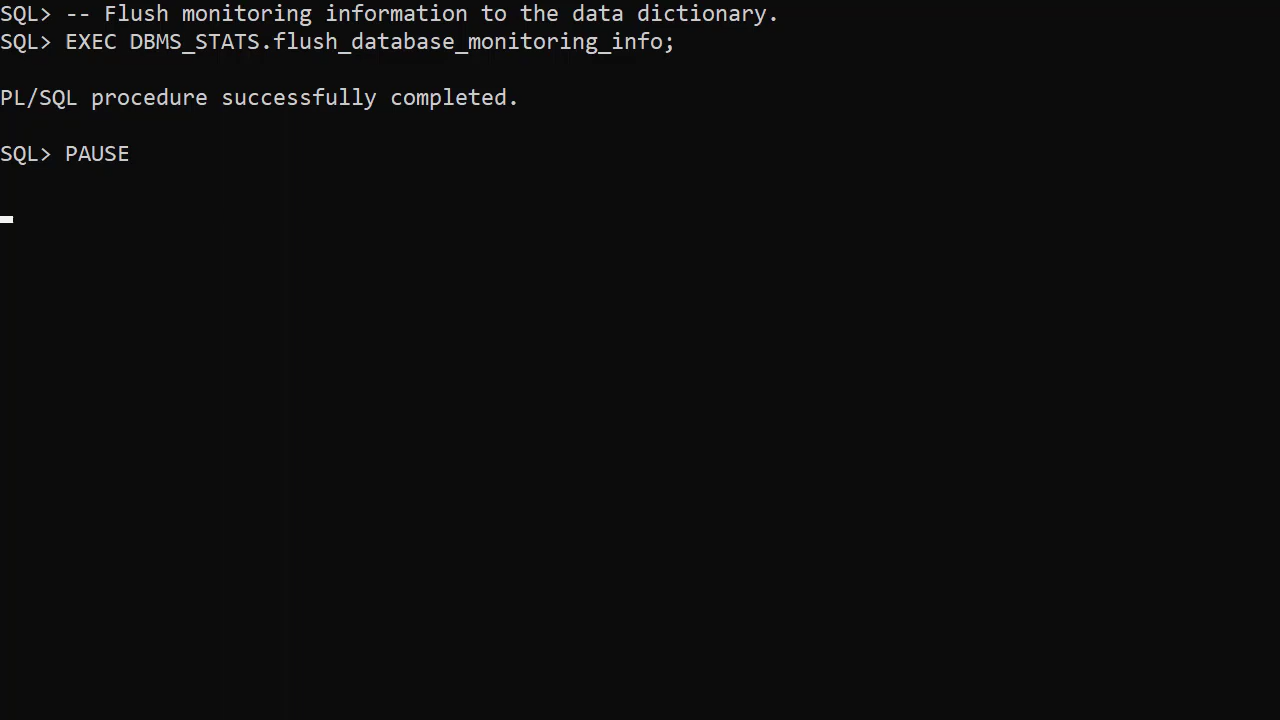 SQL> -- Flush monitoring information to the data dictionary.
SQL> EXEC DBMS_STATS.flush_database_monitoring_info;
PL/SQL procedure successfully completed.
SQL> PAUSE